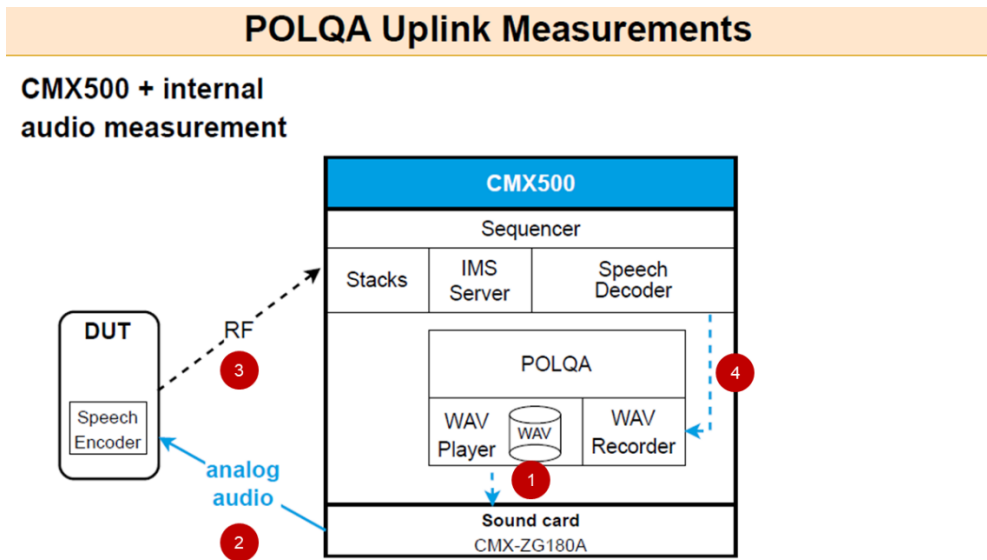 POLQA Uplink Measurements
CMX500 + internal
audio measurement
CMX500
Sequencer
Stacks
IMS
Server
Speech
Decoder
DUT
RF
3
POLQA
4
Speech
Encoder
WAV
Player
WAV
WAV
Recorder
analog
audio
1
2
Sound card
CMX-ZG180A